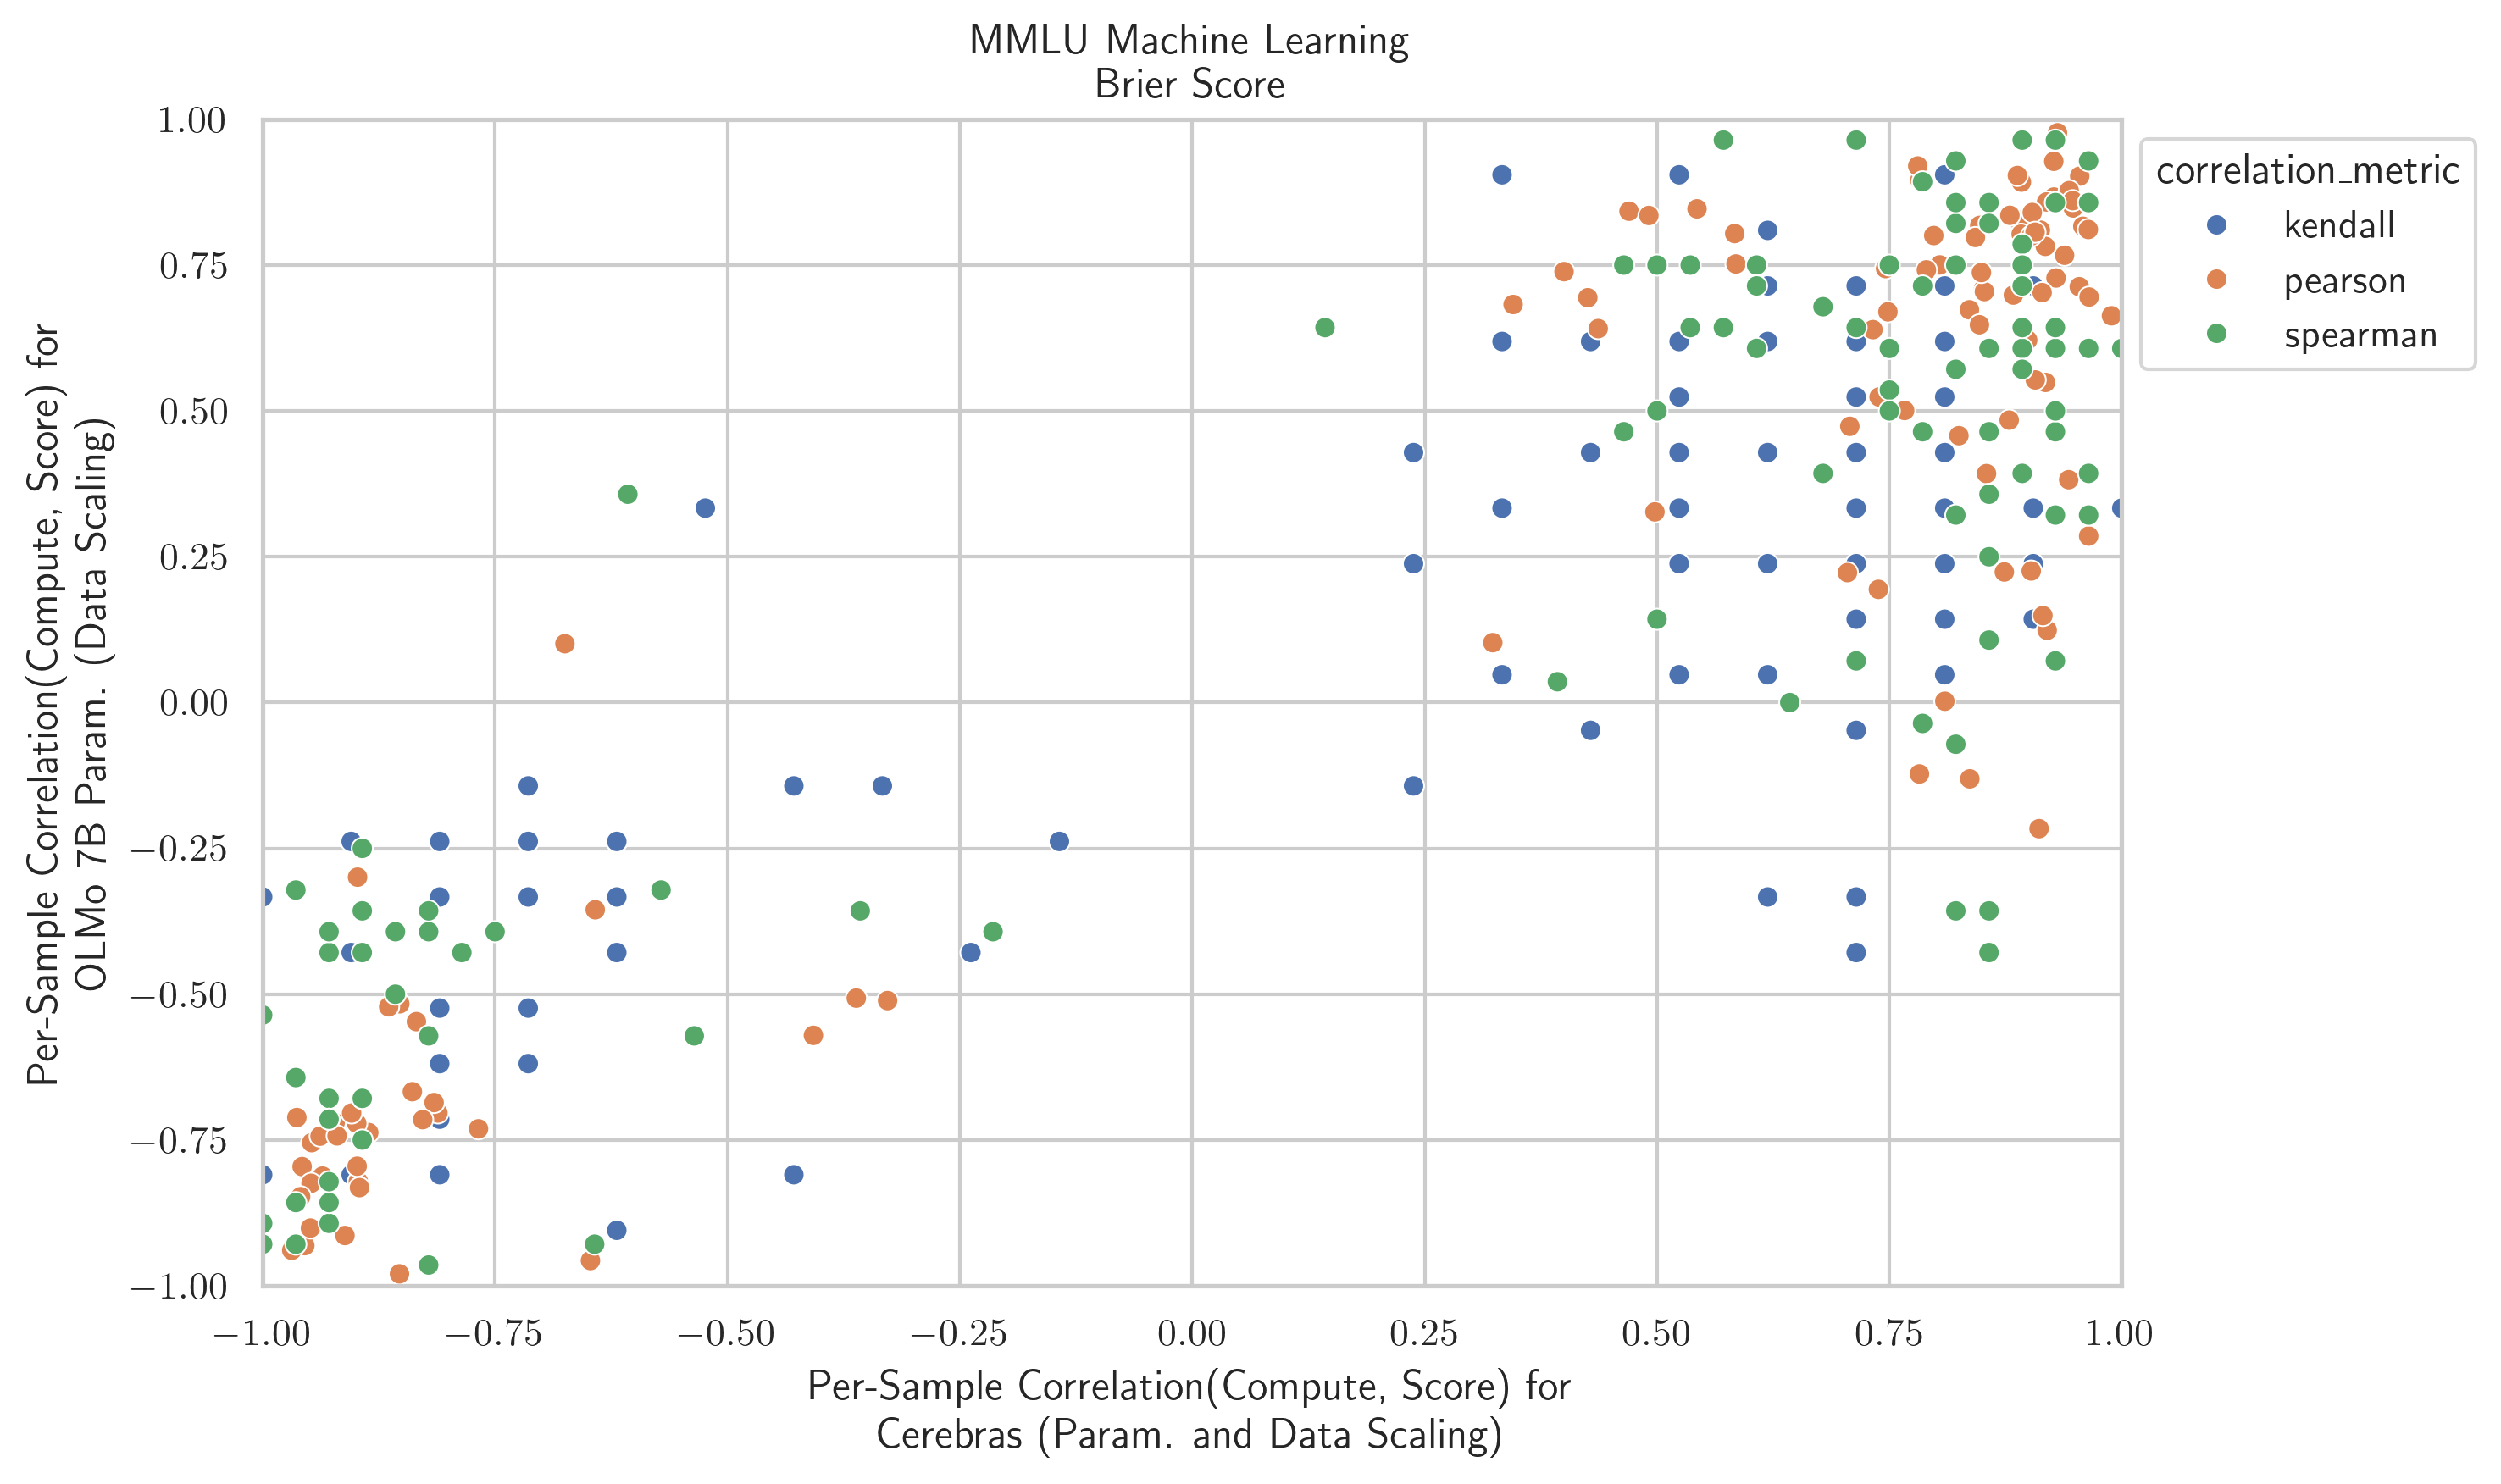 MMLU Machine Learning
Brier Score
Per-Sample Correlation(Compute, Score) for
OLMo 7B Param. (Data Scaling)
1.00
0.75
0.50
0.25
0.00
−0.25
−0.50
−0.75
−1.00
−1.00 −0.75 −0.50 −0.25 0.00 0.25 0.50 0.75 1.00
Per-Sample Correlation(Compute, Score) for
Cerebras (Param. and Data Scaling)
correlation_metric
kendall
pearson
spearman